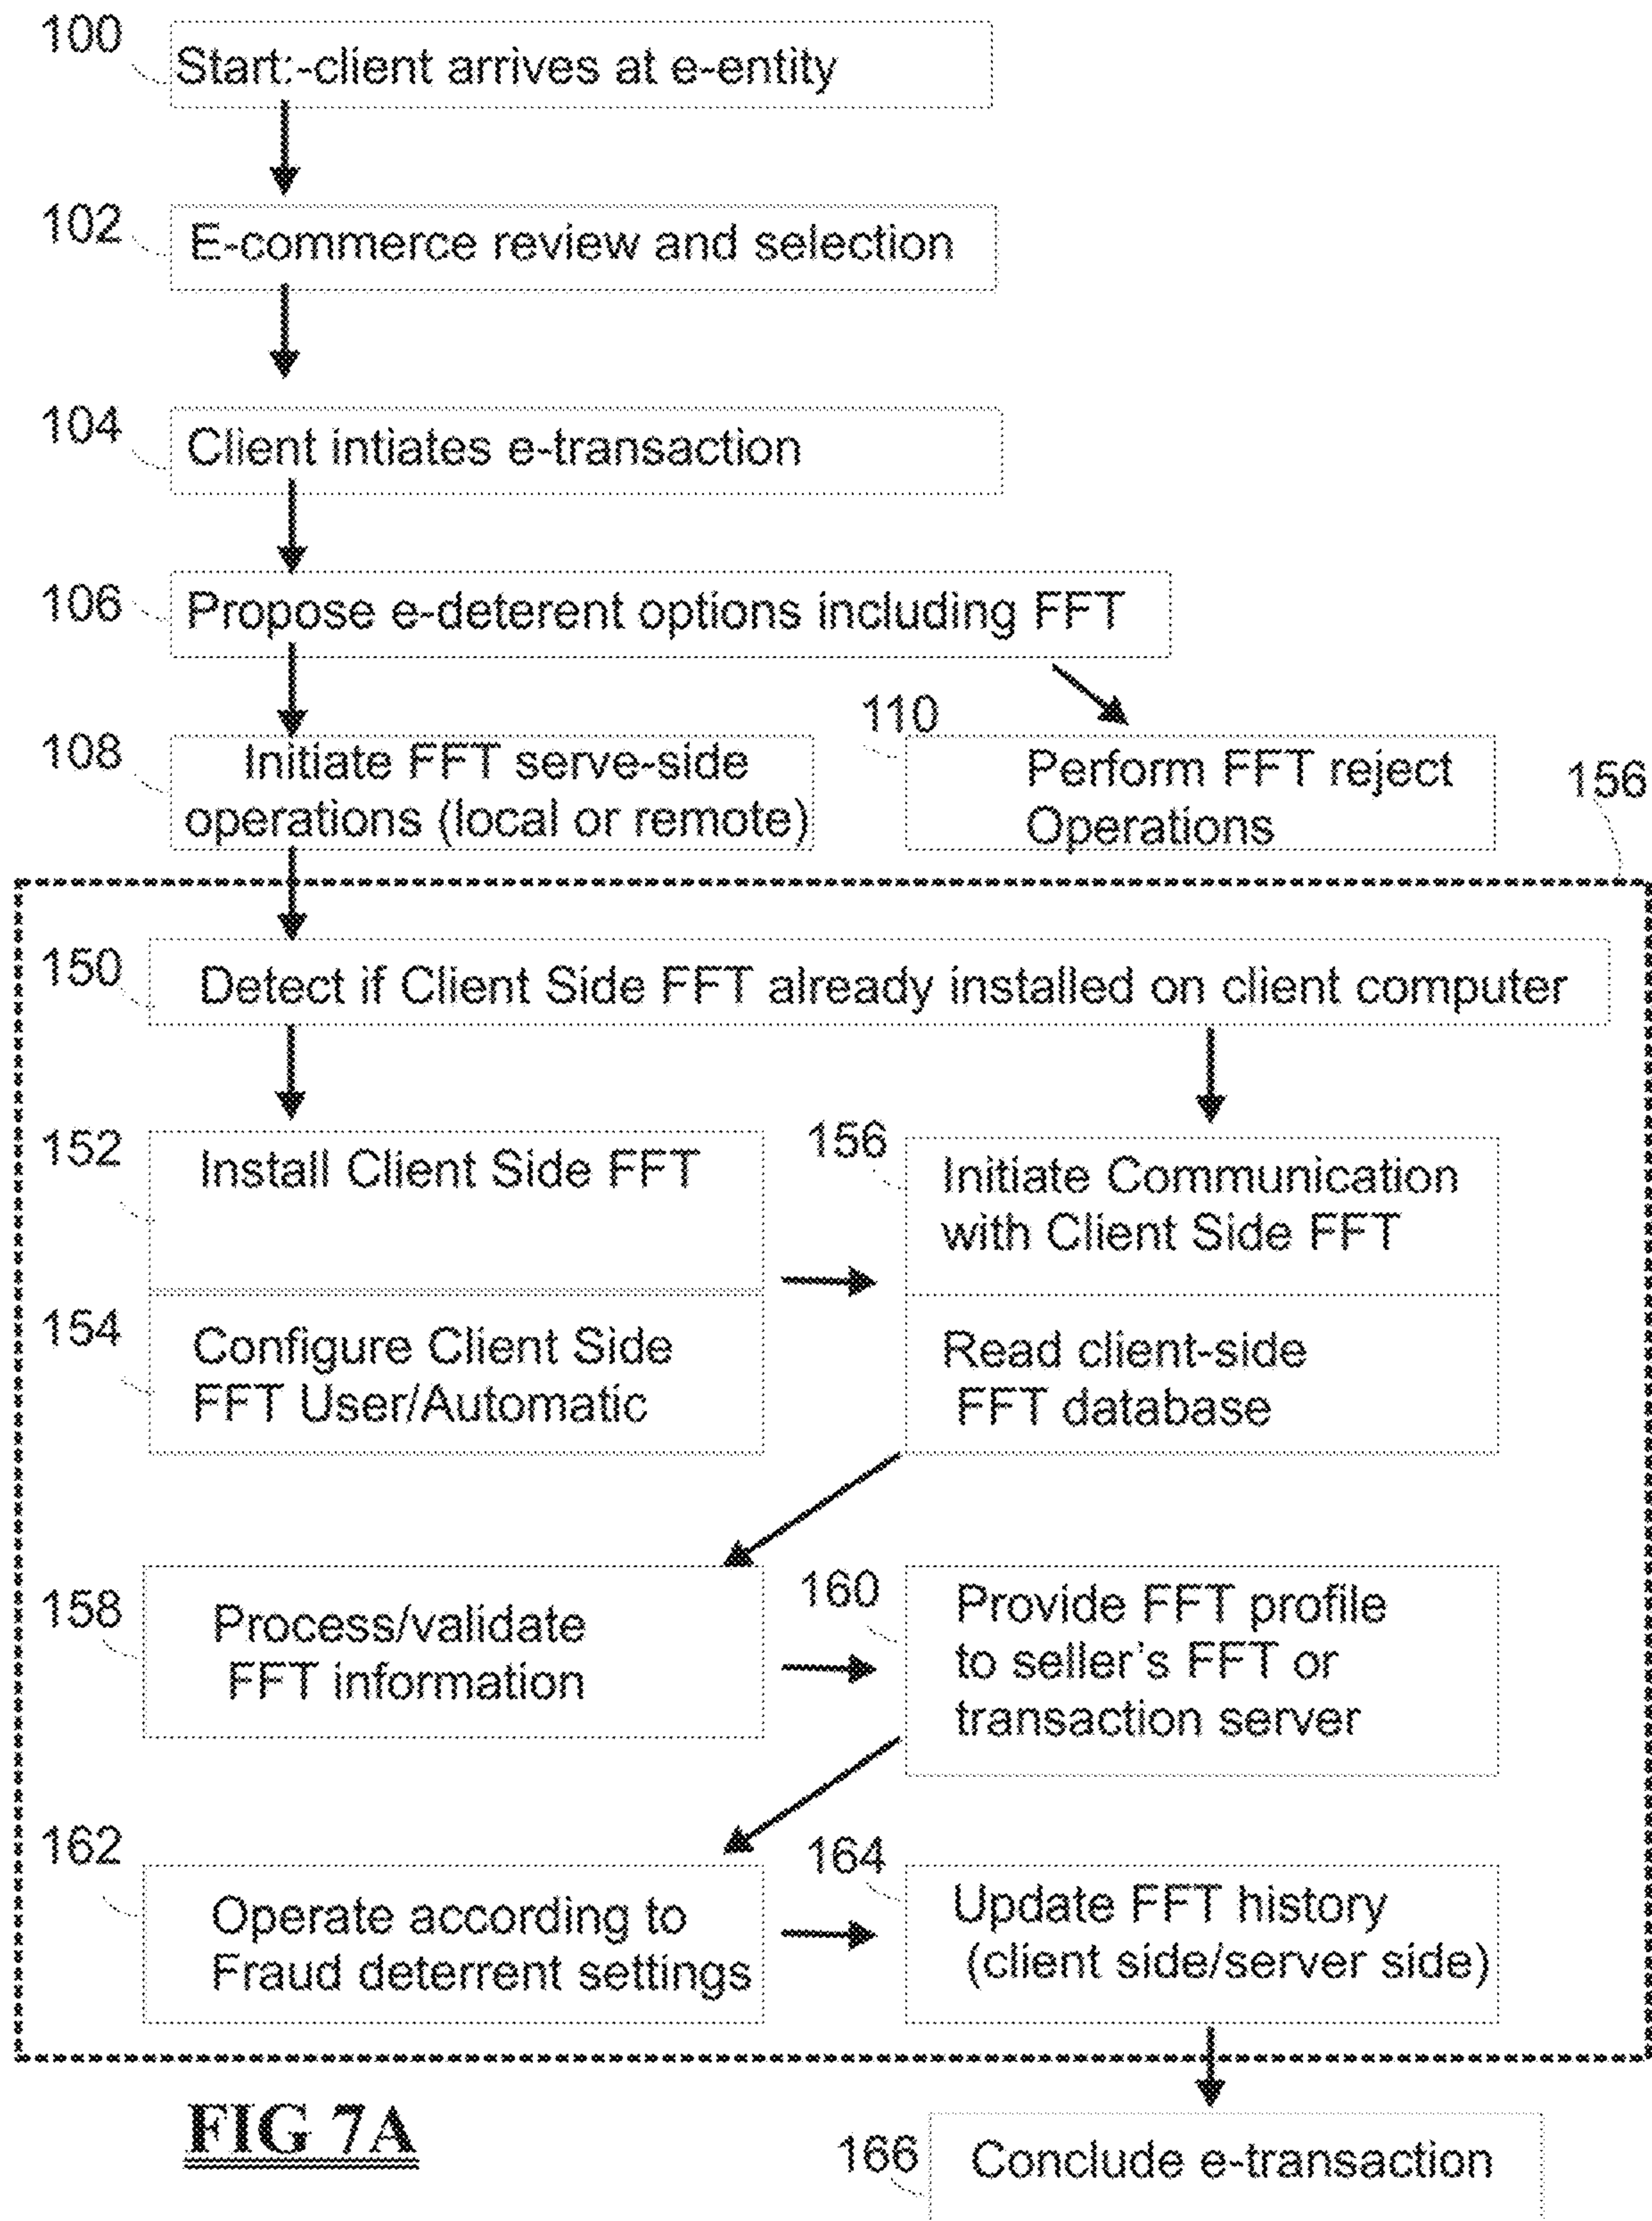 100
Start:-client arrives at e-entity
102
E-commerce review and selection
104
Client intiates e-transaction
106
Propose e-deterent options including FFT
108
Initiate FFT serve-side
operations (local or remote)
110
Perform FFT reject
Operations
156
150
Detect if Client Side FFT already installed on client computer
152
Install Client Side FFT
156
Initiate Communication
with Client Side FFT
154
Configure Client Side
FFT User/Automatic
Read client-side
FFT database
158
Process/validate
FFT information
160
Provide FFT profile
to seller's FFT or
transaction server
162
Operate according to
Fraud deterrent settings
164
Update FFT history
(client side/server side)
FIG 7A
166
Conclude e-transaction